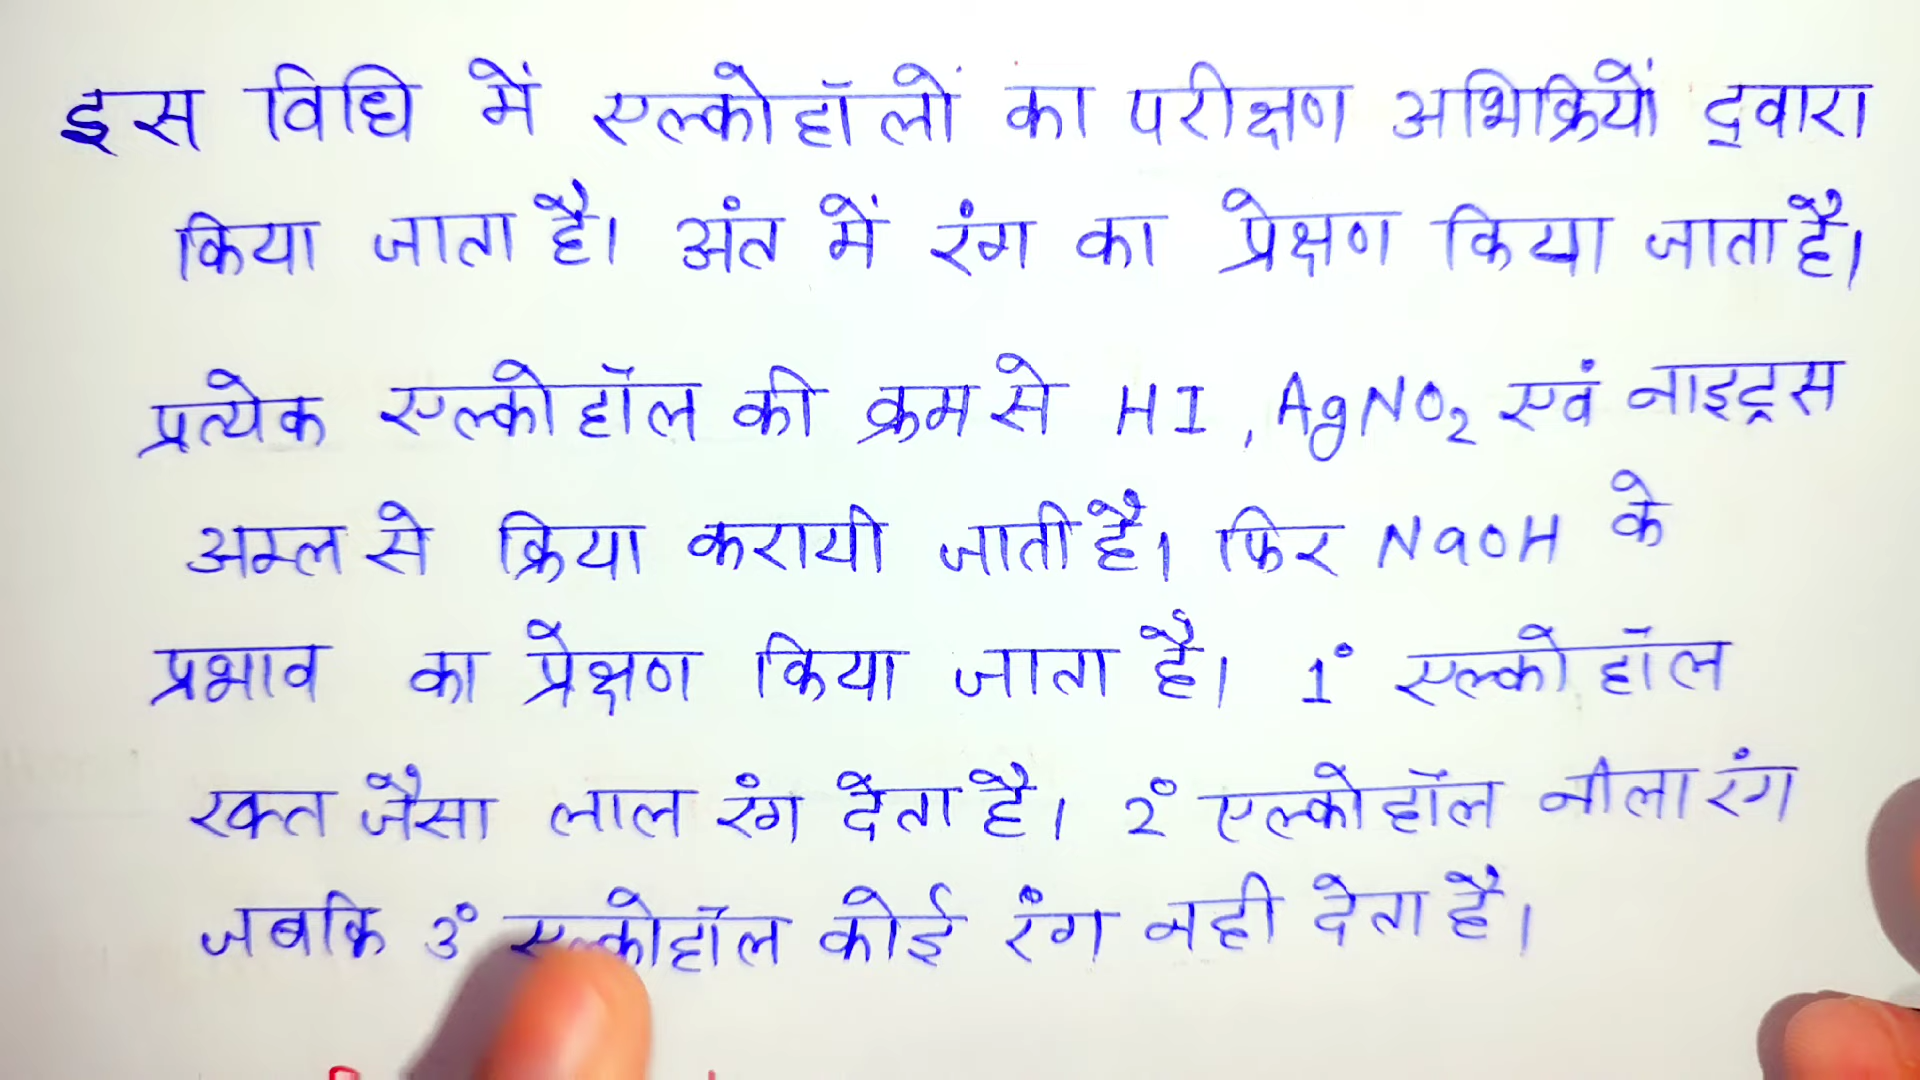 इस विधि में एल्कोहॉलों का परीक्षण अभिक्रियों द्वारा
किया जाता है। अंत में रंग का प्रेक्षण किया जाता है।
प्रत्येक एल्कोहॉल की क्रम से HI, AgNO₂ एवं नाइट्रस
अम्ल से क्रिया करायी जाती है। फिर NaOH के
प्रभाव का प्रेक्षण किया जाता है। 1° एल्कोहॉल
रक्त जैसा लाल रंग देता है। 2° एल्कोहॉल नीला रंग
जबकि 3° एल्कोहॉल कोई रंग नही देता है।